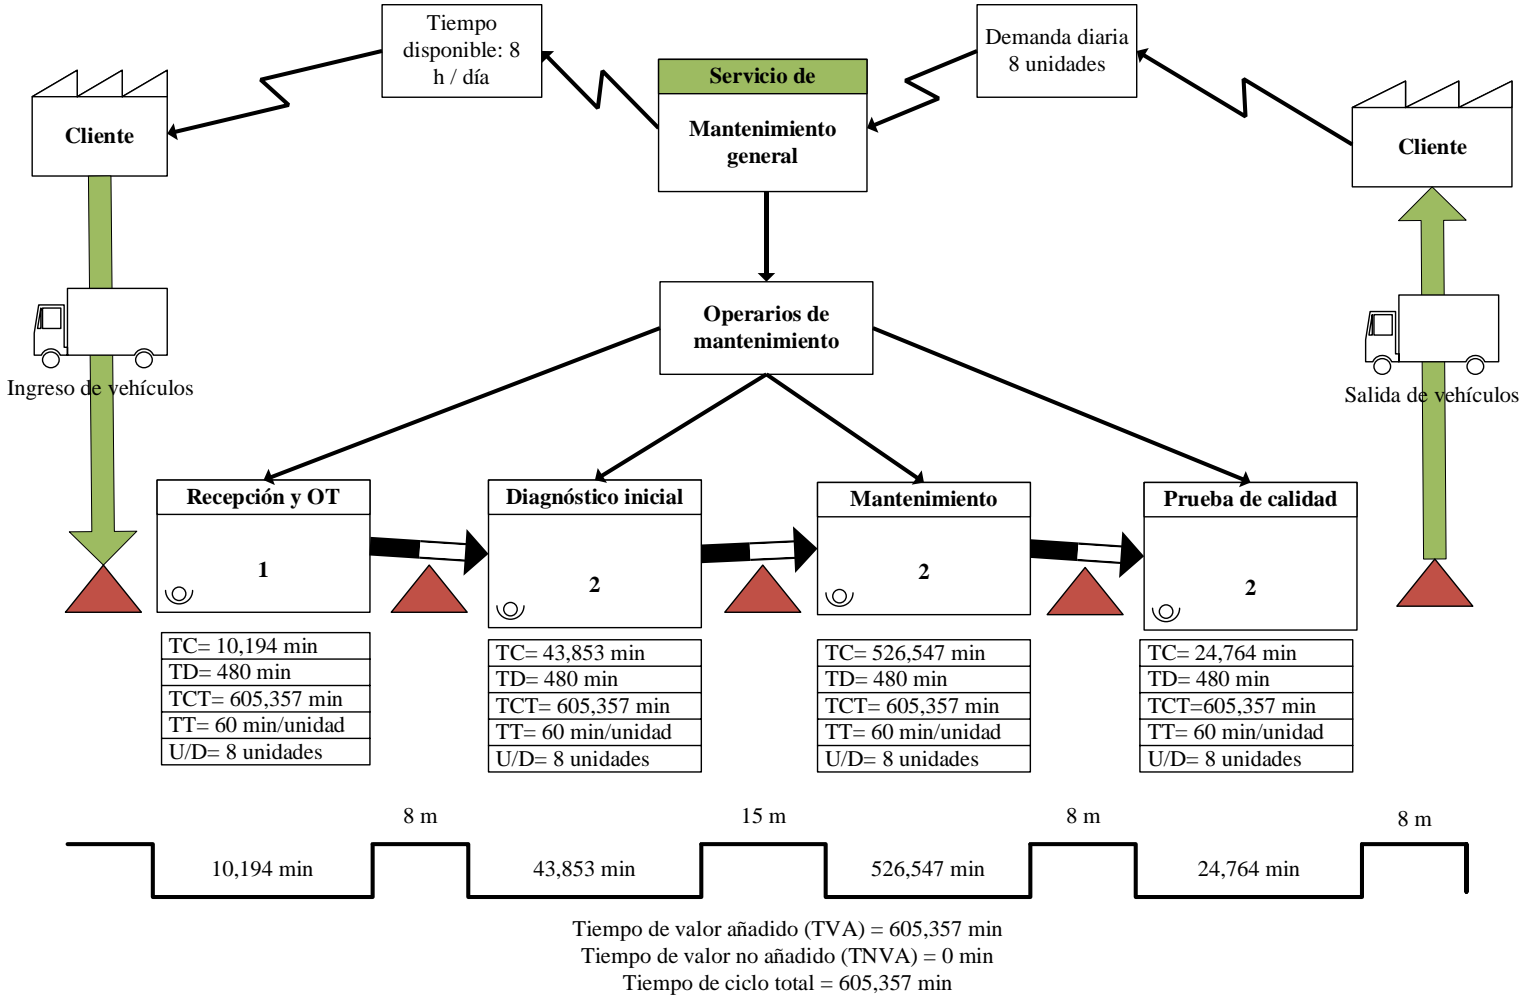 Tiempo
disponible: 8
h / día
Demanda diaria
8 unidades
Servicio de
Mantenimiento
general
Cliente
Cliente
Operarios de
mantenimiento
Ingreso de vehículos
Salida de vehículos
Recepción y OT
1
Diagnóstico inicial
2
Mantenimiento
2
Prueba de calidad
2
TC= 10,194 min
TD= 480 min
TCT= 605,357 min
TT= 60 min/unidad
U/D= 8 unidades
TC= 43,853 min
TD= 480 min
TCT= 605,357 min
TT= 60 min/unidad
U/D= 8 unidades
TC= 526,547 min
TD= 480 min
TCT= 605,357 min
TT= 60 min/unidad
U/D= 8 unidades
TC= 24,764 min
TD= 480 min
TCT=605,357 min
TT= 60 min/unidad
U/D= 8 unidades
8 m
15 m
8 m
8 m
10,194 min
43,853 min
526,547 min
24,764 min
Tiempo de valor añadido (TVA) = 605,357 min
Tiempo de valor no añadido (TNVA) = 0 min
Tiempo de ciclo total = 605,357 min